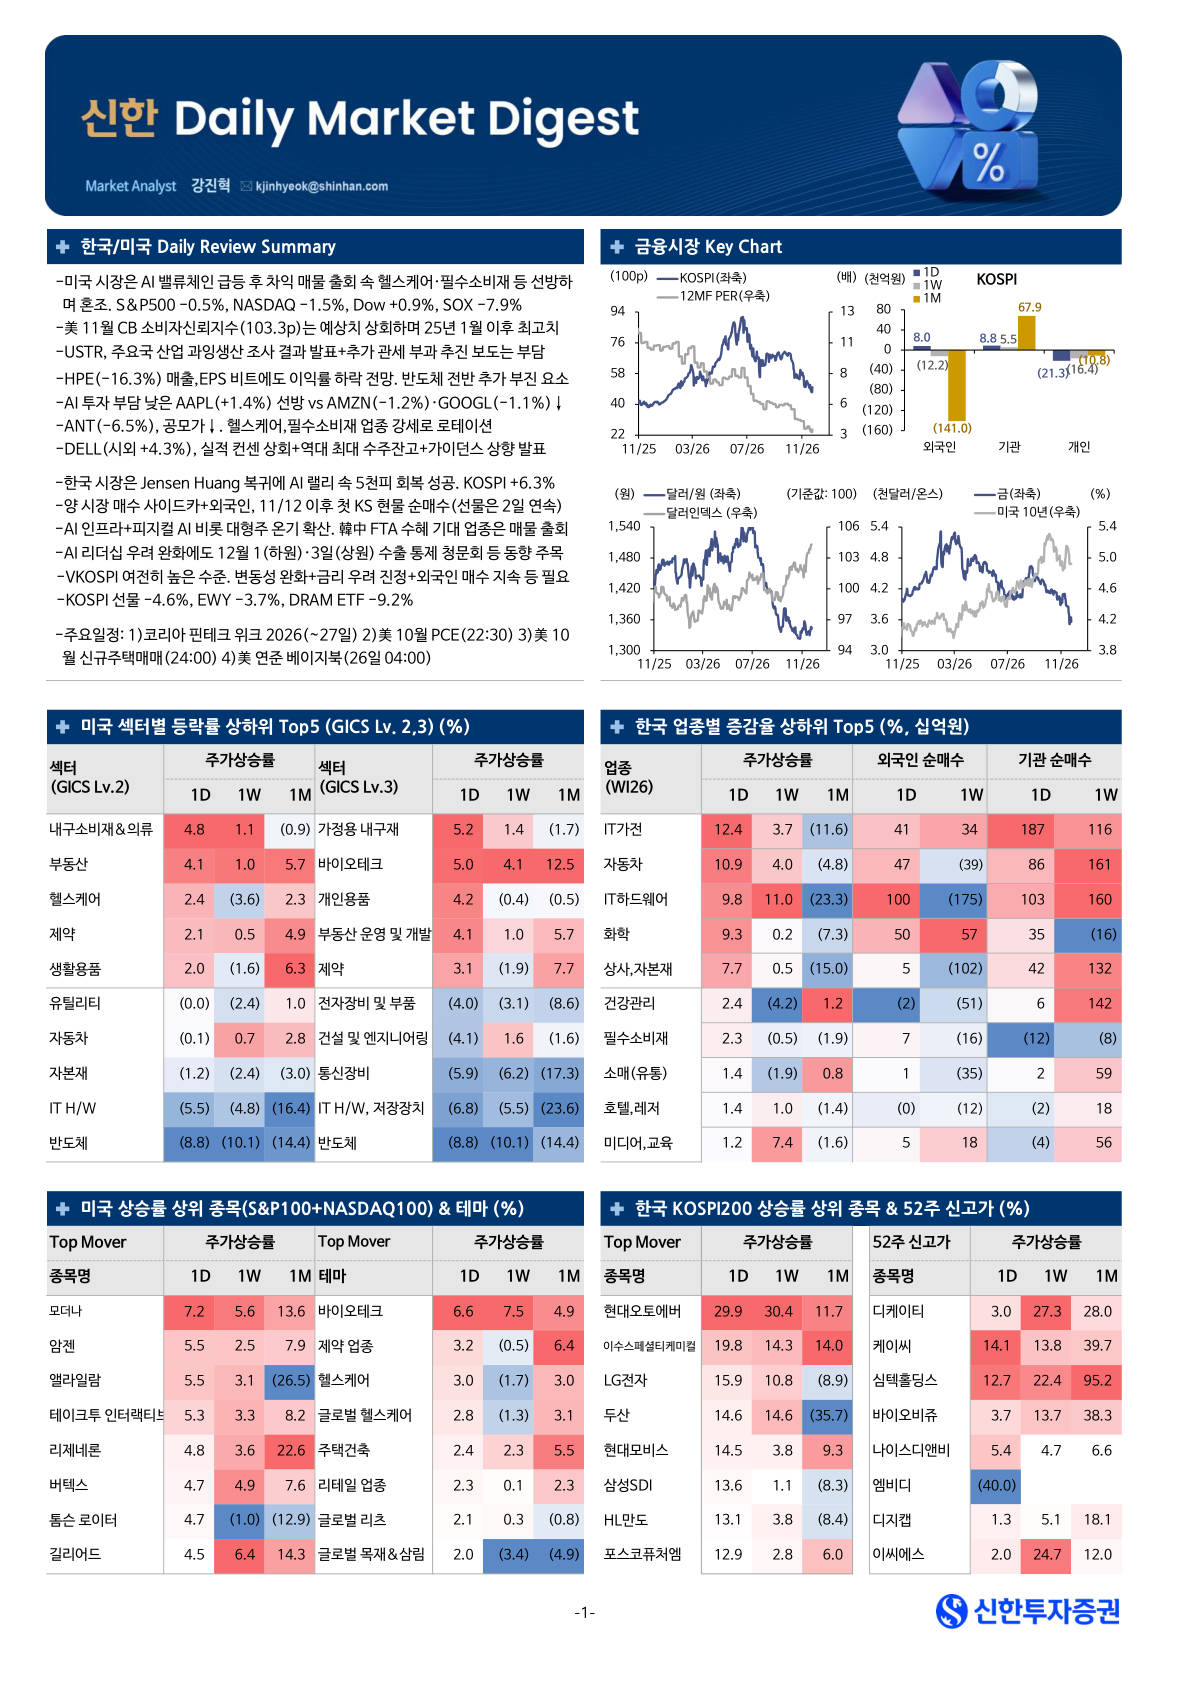 신한 Daily Market Digest
Market Analyst 강진혁 kjinhyeok@shinhan.com
%
한국/미국 Daily Review Summary
-미국 시장은 AI 밸류체인 급등 후 차익 매물 출회 속 헬스케어·필수소비재 등 선방하
며 혼조. S&P500 -0.5%, NASDAQ -1.5%, Dow +0.9%, SOX -7.9%
-美 11월 CB 소비자신뢰지수(103.3p)는 예상치 상회하며 25년 1월 이후 최고치
-USTR, 주요국 산업 과잉생산 조사 결과 발표+추가 관세 부과 추진 보도는 부담
-HPE(-16.3%) 매출,EPS 비트에도 이익률 하락 전망. 반도체 전반 추가 부진 요소
-AI 투자 부담 낮은 AAPL(+1.4%) 선방 vs AMZN(-1.2%)·GOOGL(-1.1%)↓
-ANT(-6.5%), 공모가↓. 헬스케어,필수소비재 업종 강세로 로테이션
-DELL(시외 +4.3%), 실적 컨센 상회+역대 최대 수주잔고+가이던스 상향 발표
-한국 시장은 Jensen Huang 복귀에 AI 랠리 속 5천피 회복 성공. KOSPI +6.3%
-양 시장 매수 사이드카+외국인, 11/12 이후 첫 KS 현물 순매수(선물은 2일 연속)
-AI 인프라+피지컬 AI 비롯 대형주 온기 확산. 韓中 FTA 수혜 기대 업종은 매물 출회
-AI 리더십 우려 완화에도 12월 1(하원)·3일(상원) 수출 통제 청문회 등 동향 주목
-VKOSPI 여전히 높은 수준. 변동성 완화+금리 우려 진정+외국인 매수 지속 등 필요
-KOSPI 선물 -4.6%, EWY -3.7%, DRAM ETF -9.2%
-주요일정: 1)코리아 핀테크 위크 2026(~27일) 2)美 10월 PCE(22:30) 3)美 10
월 신규주택매매(24:00) 4)美 연준 베이지북(26일 04:00)
금융시장 Key Chart
(100p) KOSPI(좌축) (배)
12MF PER(우축)
94 13
76 11
58 8
40 6
22 3
11/25 03/26 07/26 11/26
(천억원) 1D KOSPI
1W
1M
80
40
0
(40)
(80)
(120)
(160)
8.0 (12.2) (141.0)
8.8 5.5 67.9
(21.3) (16.4) (10.8)
외국인 기관 개인
(원) 달러/원 (좌축) (기준값: 100)
달러인덱스 (우축)
1,540 106
1,480 103
1,420 100
1,360 97
1,300 94
11/25 03/26 07/26 11/26
(천달러/온스) 금(좌축) (%)
미국 10년(우축)
5.4 5.4
4.8 5.0
4.2 4.6
3.6 4.2
3.0 3.8
11/25 03/26 07/26 11/26
미국 섹터별 등락률 상하위 Top5 (GICS Lv. 2,3) (%)
섹터 (GICS Lv.2) 주가상승률 섹터 (GICS Lv.3) 주가상승률
1D 1W 1M 1D 1W 1M
내구소비재&의류 4.8 1.1 (0.9) 가정용 내구재 5.2 1.4 (1.7)
부동산 4.1 1.0 5.7 바이오테크 5.0 4.1 12.5
헬스케어 2.4 (3.6) 2.3 개인용품 4.2 (0.4) (0.5)
제약 2.1 0.5 4.9 부동산 운영 및 개발 4.1 1.0 5.7
생활용품 2.0 (1.6) 6.3 제약 3.1 (1.9) 7.7
유틸리티 (0.0) (2.4) 1.0 전자장비 및 부품 (4.0) (3.1) (8.6)
자동차 (0.1) 0.7 2.8 건설 및 엔지니어링 (4.1) 1.6 (1.6)
자본재 (1.2) (2.4) (3.0) 통신장비 (5.9) (6.2) (17.3)
IT H/W (5.5) (4.8) (16.4) IT H/W, 저장장치 (6.8) (5.5) (23.6)
반도체 (8.8) (10.1) (14.4) 반도체 (8.8) (10.1) (14.4)
한국 업종별 증감율 상하위 Top5 (%, 십억원)
업종 (WI26) 주가상승률 외국인 순매수 기관 순매수
1D 1W 1M 1D 1W 1D 1W
IT가전 12.4 3.7 (11.6) 41 34 187 116
자동차 10.9 4.0 (4.8) 47 (39) 86 161
IT하드웨어 9.8 11.0 (23.3) 100 (175) 103 160
화학 9.3 0.2 (7.3) 50 57 35 (16)
상사,자본재 7.7 0.5 (15.0) 5 (102) 42 132
건강관리 2.4 (4.2) 1.2 (2) (51) 6 142
필수소비재 2.3 (0.5) (1.9) 7 (16) (12) (8)
소매(유통) 1.4 (1.9) 0.8 1 (35) 2 59
호텔,레저 1.4 1.0 (1.4) (0) (12) (2) 18
미디어,교육 1.2 7.4 (1.6) 5 18 (4) 56
미국 상승률 상위 종목(S&P100+NASDAQ100) & 테마 (%)
Top Mover 주가상승률 Top Mover 주가상승률
종목명 1D 1W 1M 테마 1D 1W 1M
모더나 7.2 5.6 13.6 바이오테크 6.6 7.5 4.9
암젠 5.5 2.5 7.9 제약 업종 3.2 (0.5) 6.4
앨라일람 5.5 3.1 (26.5) 헬스케어 3.0 (1.7) 3.0
테이크투 인터랙티브 5.3 3.3 8.2 글로벌 헬스케어 2.8 (1.3) 3.1
리제네론 4.8 3.6 22.6 주택건축 2.4 2.3 5.5
버텍스 4.7 4.9 7.6 리테일 업종 2.3 0.1 2.3
톰슨 로이터 4.7 (1.0) (12.9) 글로벌 리츠 2.1 0.3 (0.8)
길리어드 4.5 6.4 14.3 글로벌 목재&삼림 2.0 (3.4) (4.9)
한국 KOSPI200 상승률 상위 종목 & 52주 신고가 (%)
Top Mover 주가상승률 52주 신고가 주가상승률
종목명 1D 1W 1M 종목명 1D 1W 1M
현대오토에버 29.9 30.4 11.7 디케이티 3.0 27.3 28.0
이수스페셜티케미컬 19.8 14.3 14.0 케이씨 14.1 13.8 39.7
LG전자 15.9 10.8 (8.9) 심텍홀딩스 12.7 22.4 95.2
두산 14.6 14.6 (35.7) 바이오비쥬 3.7 13.7 38.3
현대모비스 14.5 3.8 9.3 나이스디앤비 5.4 4.7 6.6
삼성SDI 13.6 1.1 (8.3) 엠비디 (40.0)
HL만도 13.1 3.8 (8.4) 디지캡 1.3 5.1 18.1
포스코퓨처엠 12.9 2.8 6.0 이씨에스 2.0 24.7 12.0
-1-
신한투자증권